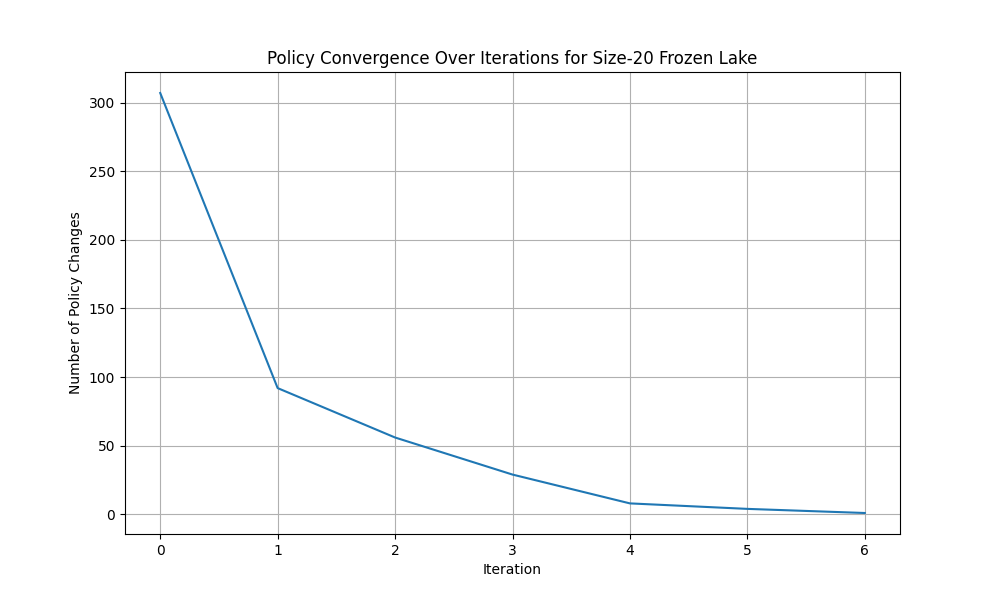 Policy Convergence Over Iterations for Size-20 Frozen Lake
Number of Policy Changes
300
250
200
150
100
50
0
0 1 2 3 4 5 6
Iteration